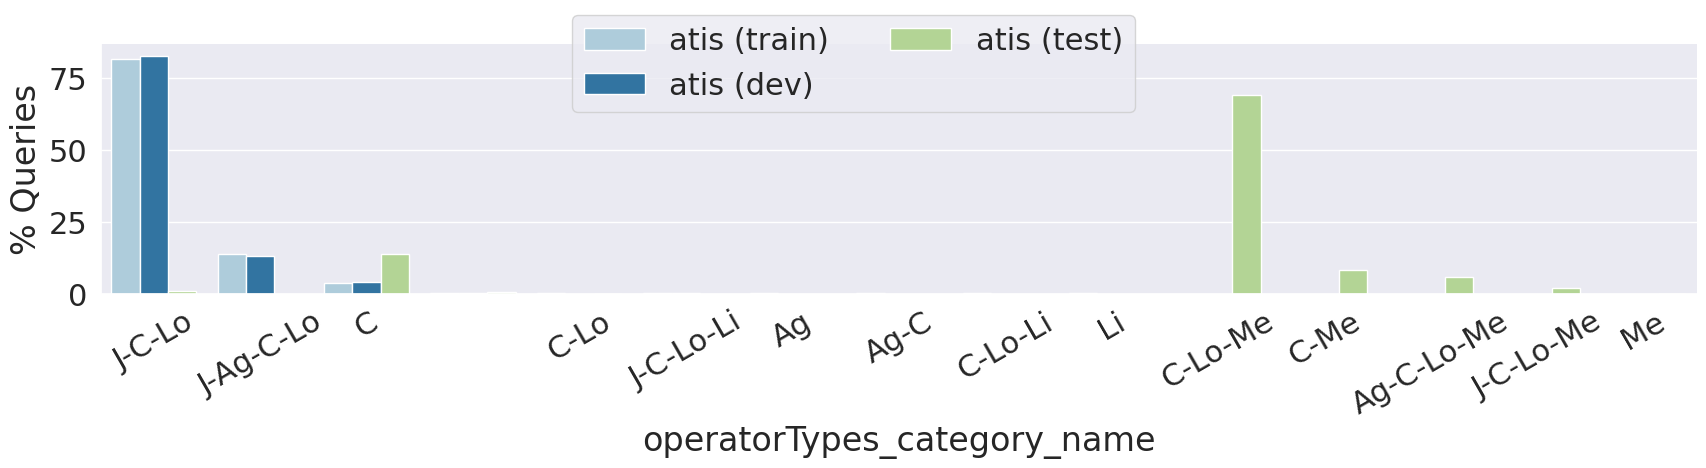 atis (train)
atis (dev)
atis (test)
% Queries
75
50
25
0
J-C-Lo
J-Ag-C-Lo
C
C-Lo
J-C-Lo-Li
Ag
Ag-C
C-Lo-Li
Li
C-Lo-Me
C-Me
Ag-C-Lo-Me
J-C-Lo-Me
Me
operatorTypes_category_name